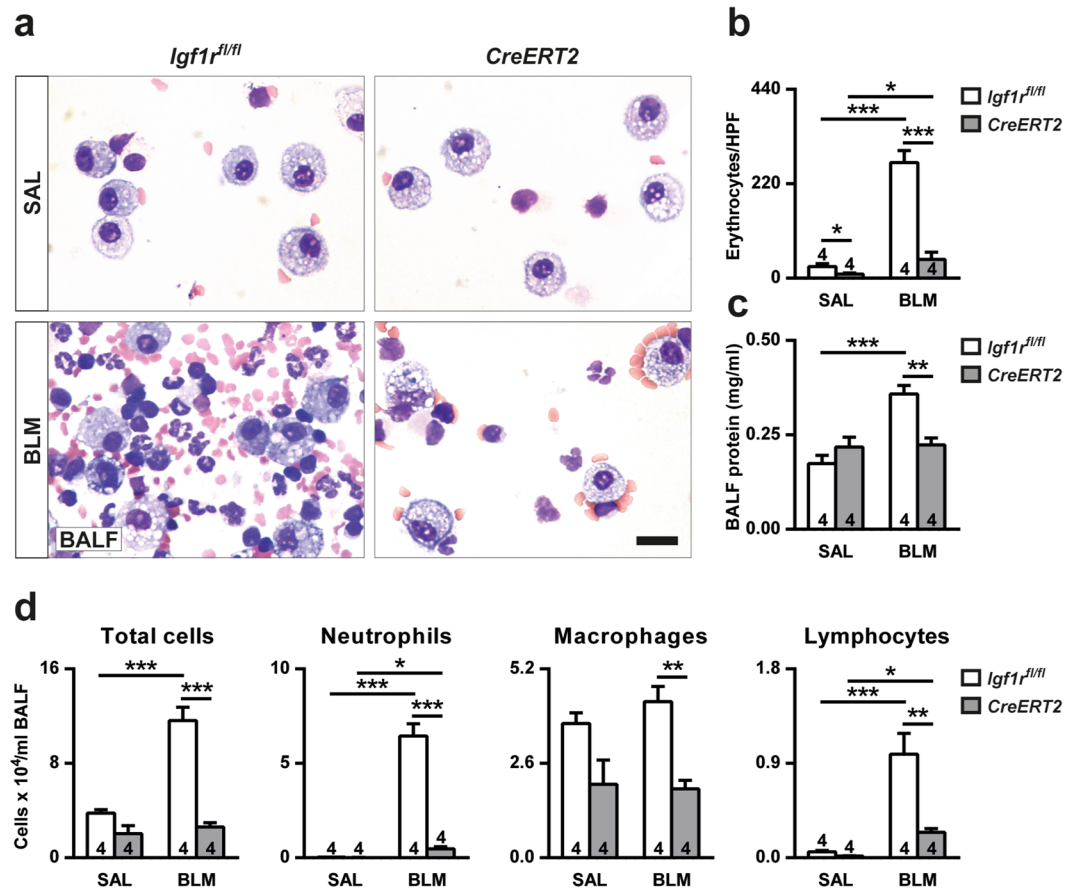 a
Igf1r^fl/fl
CreERT2
SAL
BLM
BALF
b
Erythrocytes/HPF
440
220
0
*
***
***
*
4
4
4
4
SAL
BLM
Igf1r^fl/fl
CreERT2
c
BALF protein (mg/ml)
0.50
0.25
0.00
***
**
4
4
4
4
SAL
BLM
Igf1r^fl/fl
CreERT2
d
Cells x 10⁴/ml BALF
Total cells
16
8
0
***
***
4
4
4
4
SAL
BLM
Neutrophils
10
5
0
*
***
***
4
4
4
4
SAL
BLM
Macrophages
5.2
2.6
0.0
**
4
4
4
4
SAL
BLM
Lymphocytes
1.8
0.9
0.0
*
***
**
4
4
4
4
SAL
BLM
Igf1r^fl/fl
CreERT2